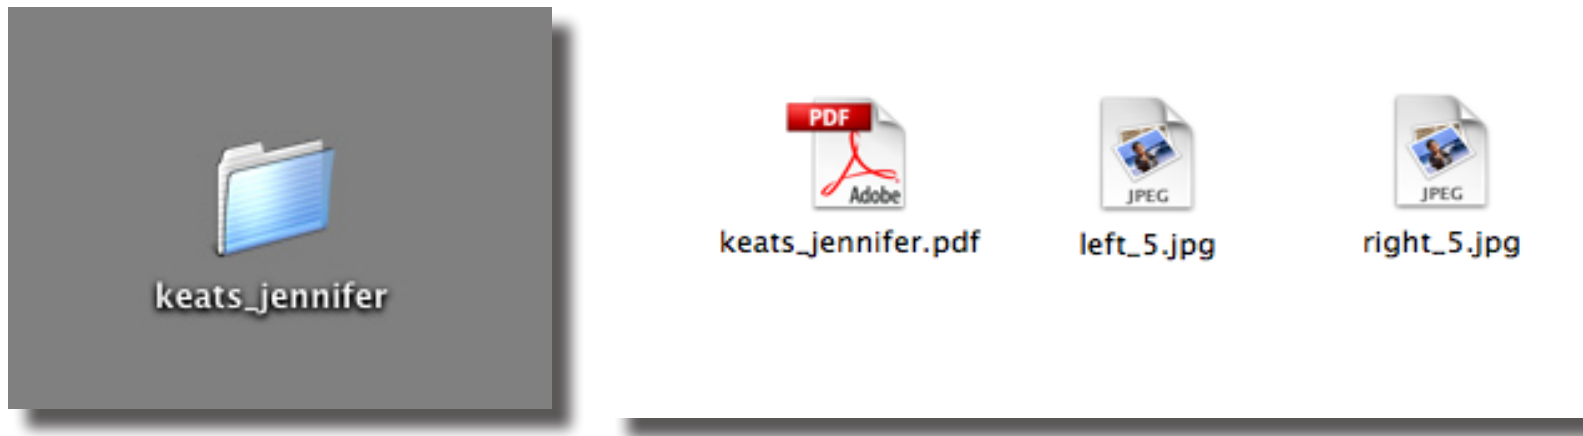 keats_jennifer
PDF
Adobe
keats_jennifer.pdf
JPEG
left_5.jpg
JPEG
right_5.jpg